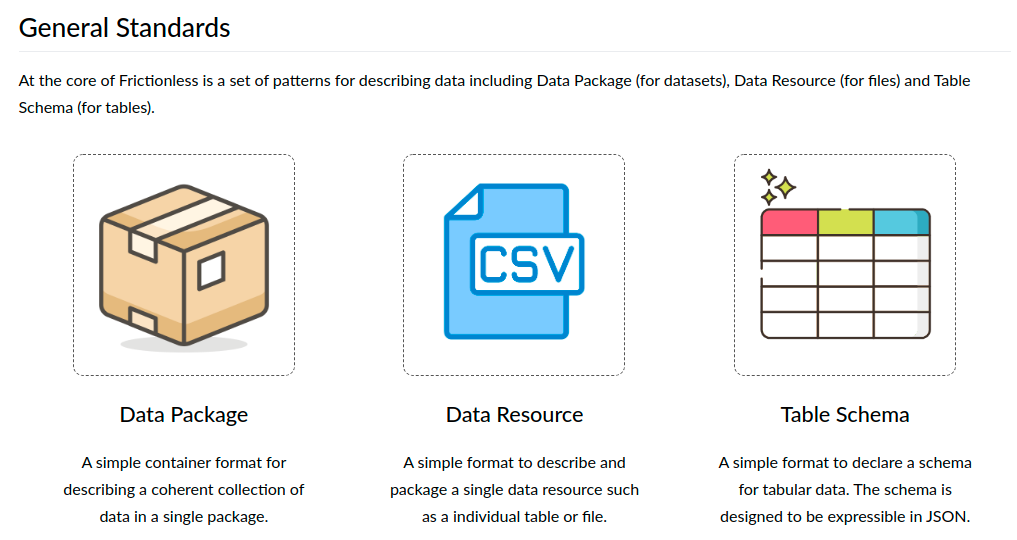 General Standards
At the core of Frictionless is a set of patterns for describing data including Data Package (for datasets), Data Resource (for files) and Table
Schema (for tables).
CSV
Data Package
Data Resource
Table Schema
A simple container format for
describing a coherent collection of
data in a single package.
A simple format to describe and
package a single data resource such
as a individual table or file.
A simple format to declare a schema
for tabular data. The schema is
designed to be expressible in JSON.